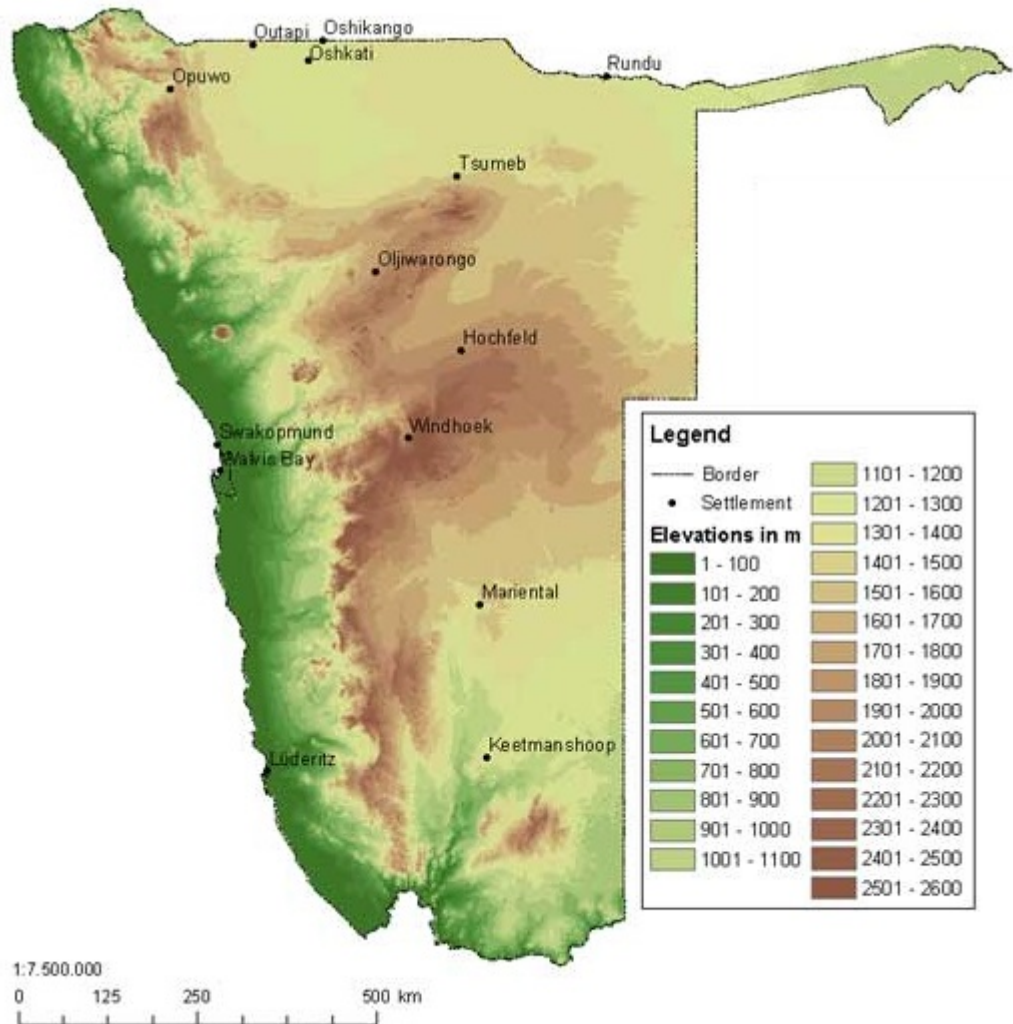 Outapi
Oshikango
Oshkati
Opuwo
Rundu
Tsumeb
Oljiwarongo
Hochfeld
Windhoek
Swakopmund
Walvis Bay
Mariental
Keetmanshoop
Lüderitz
Legend
Border
Settlement
Elevations in m
1 - 100
101 - 200
201 - 300
301 - 400
401 - 500
501 - 600
601 - 700
701 - 800
801 - 900
901 - 1000
1001 - 1100
1101 - 1200
1201 - 1300
1301 - 1400
1401 - 1500
1501 - 1600
1601 - 1700
1701 - 1800
1801 - 1900
1901 - 2000
2001 - 2100
2101 - 2200
2201 - 2300
2301 - 2400
2401 - 2500
2501 - 2600
1:7.500.000
0 125 250 500 km